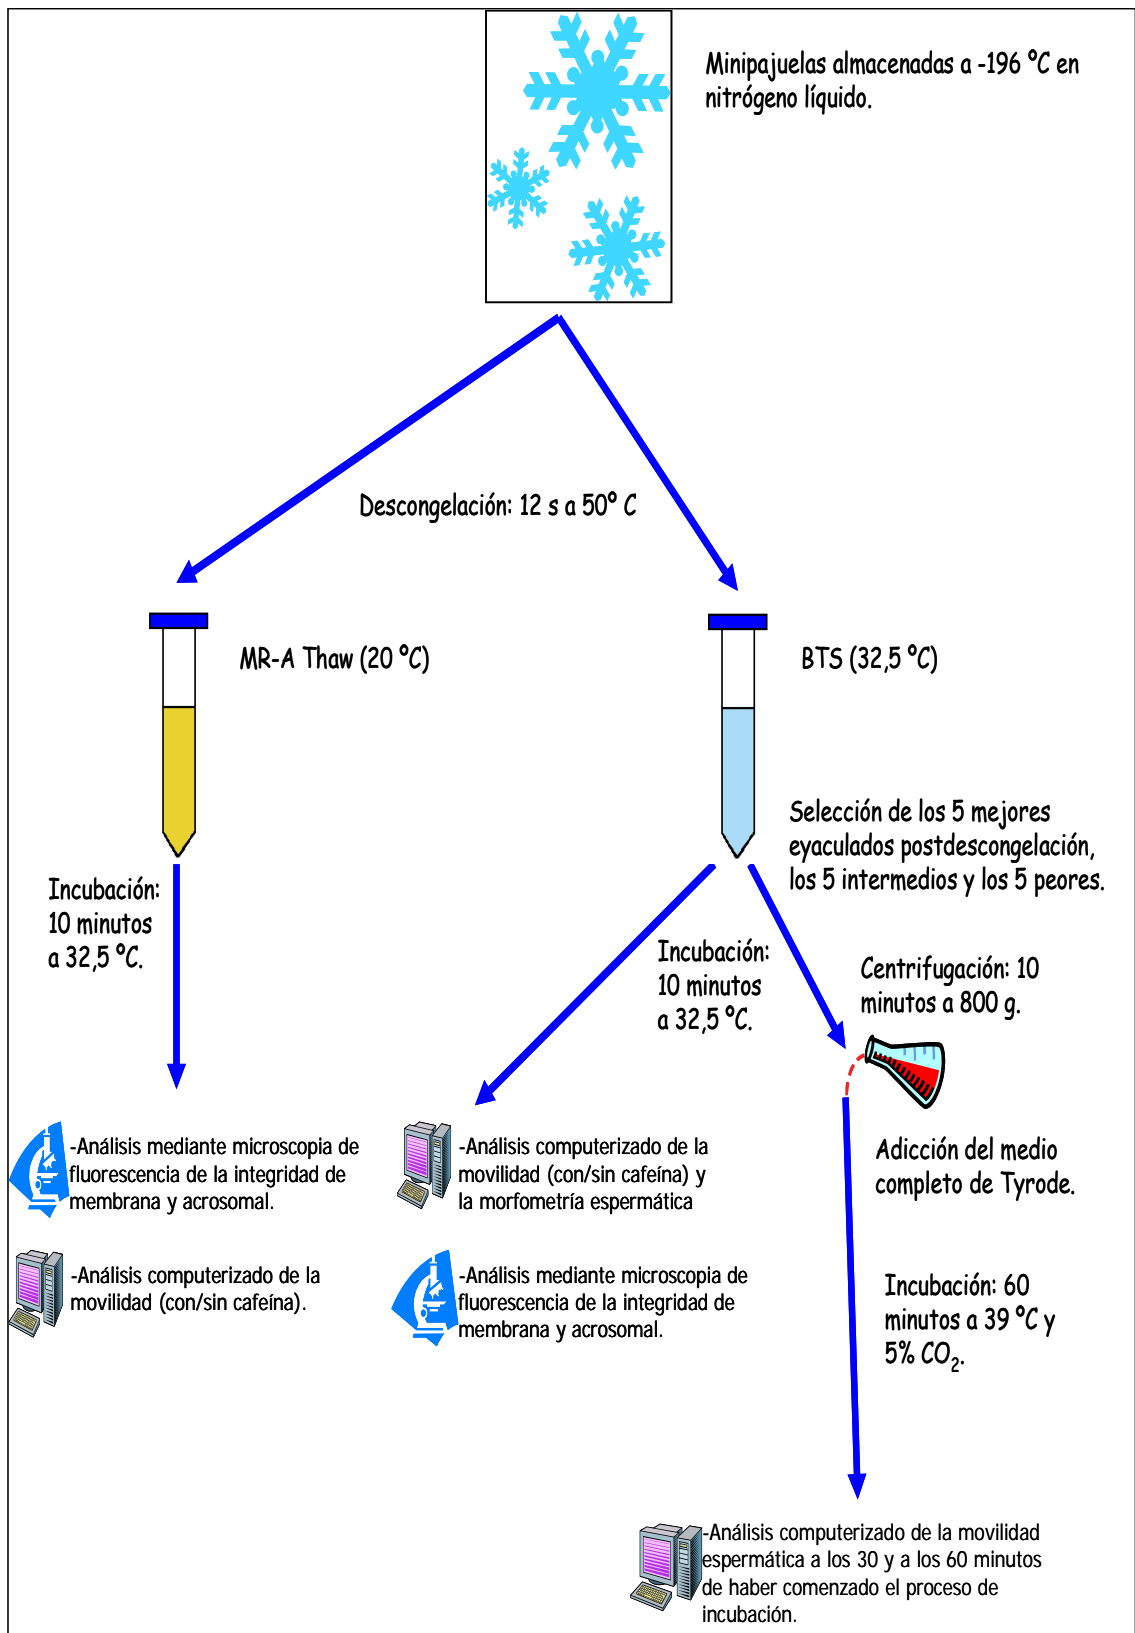 Minipajuelas almacenadas a -196 ºC en
nitrógeno líquido.
Descongelación: 12 s a 50º C
MR-A Thaw (20 ºC)
BTS (32,5 ºC)
Selección de los 5 mejores
eyaculados postdescongelación,
los 5 intermedios y los 5 peores.
Incubación:
10 minutos
a 32,5 ºC.
Incubación:
10 minutos
a 32,5 ºC.
Centrifugación: 10
minutos a 800 g.
-Análisis mediante microscopia de
fluorescencia de la integridad de
membrana y acrosomal.
-Análisis computerizado de la
movilidad (con/sin cafeína).
-Análisis computerizado de la
movilidad (con/sin cafeína) y
la morfometría espermática
-Análisis mediante microscopia de
fluorescencia de la integridad de
membrana y acrosomal.
Adicción del medio
completo de Tyrode.
Incubación: 60
minutos a 39 ºC y
5% CO₂.
-Análisis computerizado de la movilidad
espermática a los 30 y a los 60 minutos
de haber comenzado el proceso de
incubación.